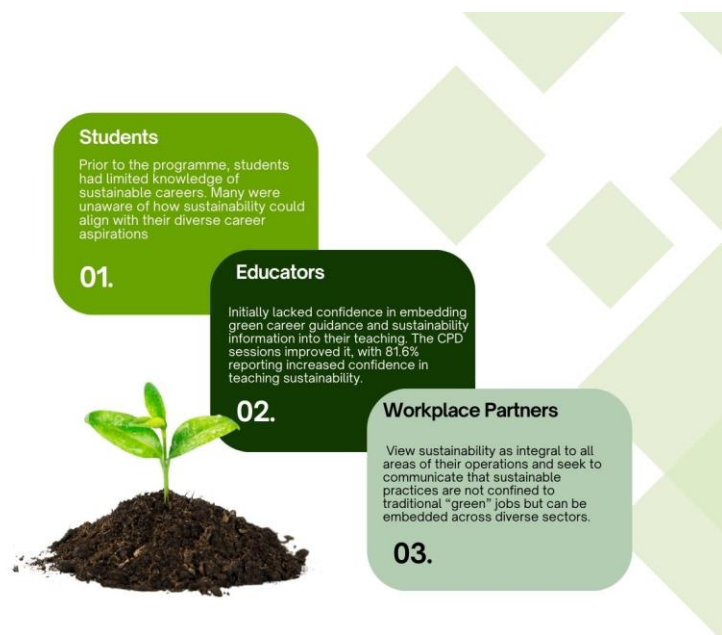 Students
Prior to the programme, students
had limited knowledge of
sustainable careers. Many were
unaware of how sustainability could
align with their diverse career
aspirations
01.
Educators
Initially lacked confidence in embedding
green career guidance and sustainability
information into their teaching. The CPD
sessions improved it, with 81.6%
reporting increased confidence in
teaching sustainability.
02.
Workplace Partners
View sustainability as integral to all
areas of their operations and seek to
communicate that sustainable
practices are not confined to
traditional “green” jobs but can be
embedded across diverse sectors.
03.